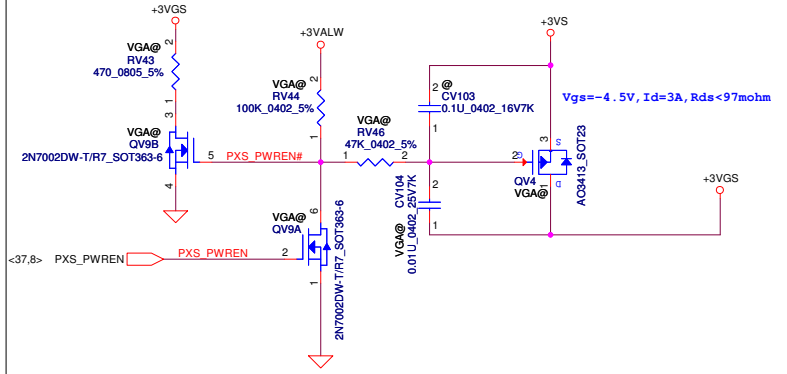 +3VGS
+3VALW
+3VS
2
VGA@
RV43
470_0805_5%
1
3
VGA@
QV9B
2N7002DW-T/R7_SOT363-6
5
PXS_PWREN#
4
2
VGA@
RV44
100K_0402_5%
1
VGA@
RV46
47K_0402_5%
1
2
2
@
CV103
0.1U_0402_16V7K
1
Vgs=-4.5V,Id=3A,Rds<97mohm
3
S
2
G
QV4
VGA@
1
D
AO3413_SOT23
+3VGS
2
VGA@
CV104
0.01U_0402_25V7K
1
6
VGA@
QV9A
2
1
2N7002DW-T/R7_SOT363-6
<37,8>
PXS_PWREN
PXS_PWREN